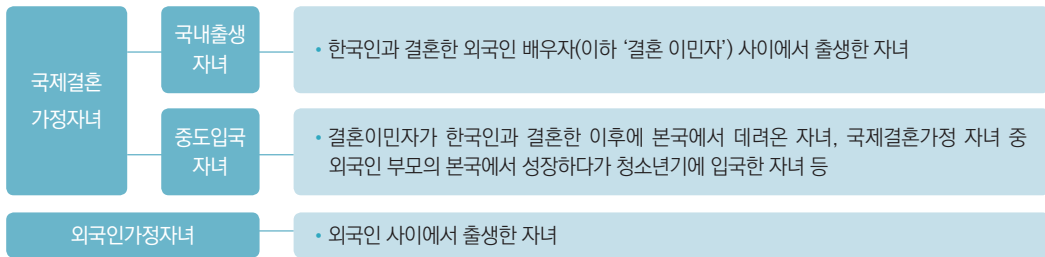 국제결혼
가정자녀
국내출생
자녀
• 한국인과 결혼한 외국인 배우자(이하 ‘결혼 이민자’) 사이에서 출생한 자녀
중도입국
자녀
• 결혼이민자가 한국인과 결혼한 이후에 본국에서 데려온 자녀, 국제결혼가정 자녀 중
외국인 부모의 본국에서 성장하다가 청소년기에 입국한 자녀 등
외국인가정자녀
• 외국인 사이에서 출생한 자녀